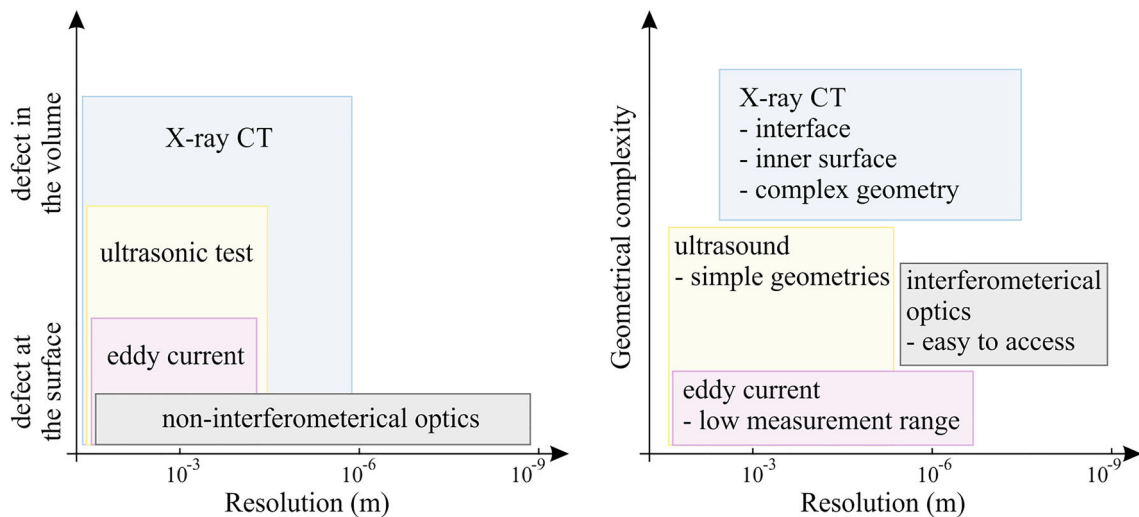 defect in
the volume
defect at
the surface
X-ray CT
ultrasonic test
eddy current
non-interferometerical optics
10-3
10-6
10-9
Resolution (m)
Geometrical complexity
X-ray CT
- interface
- inner surface
- complex geometry
ultrasound
- simple geometries
interferometerical
optics
- easy to access
eddy current
- low measurement range
10-3
10-6
10-9
Resolution (m)